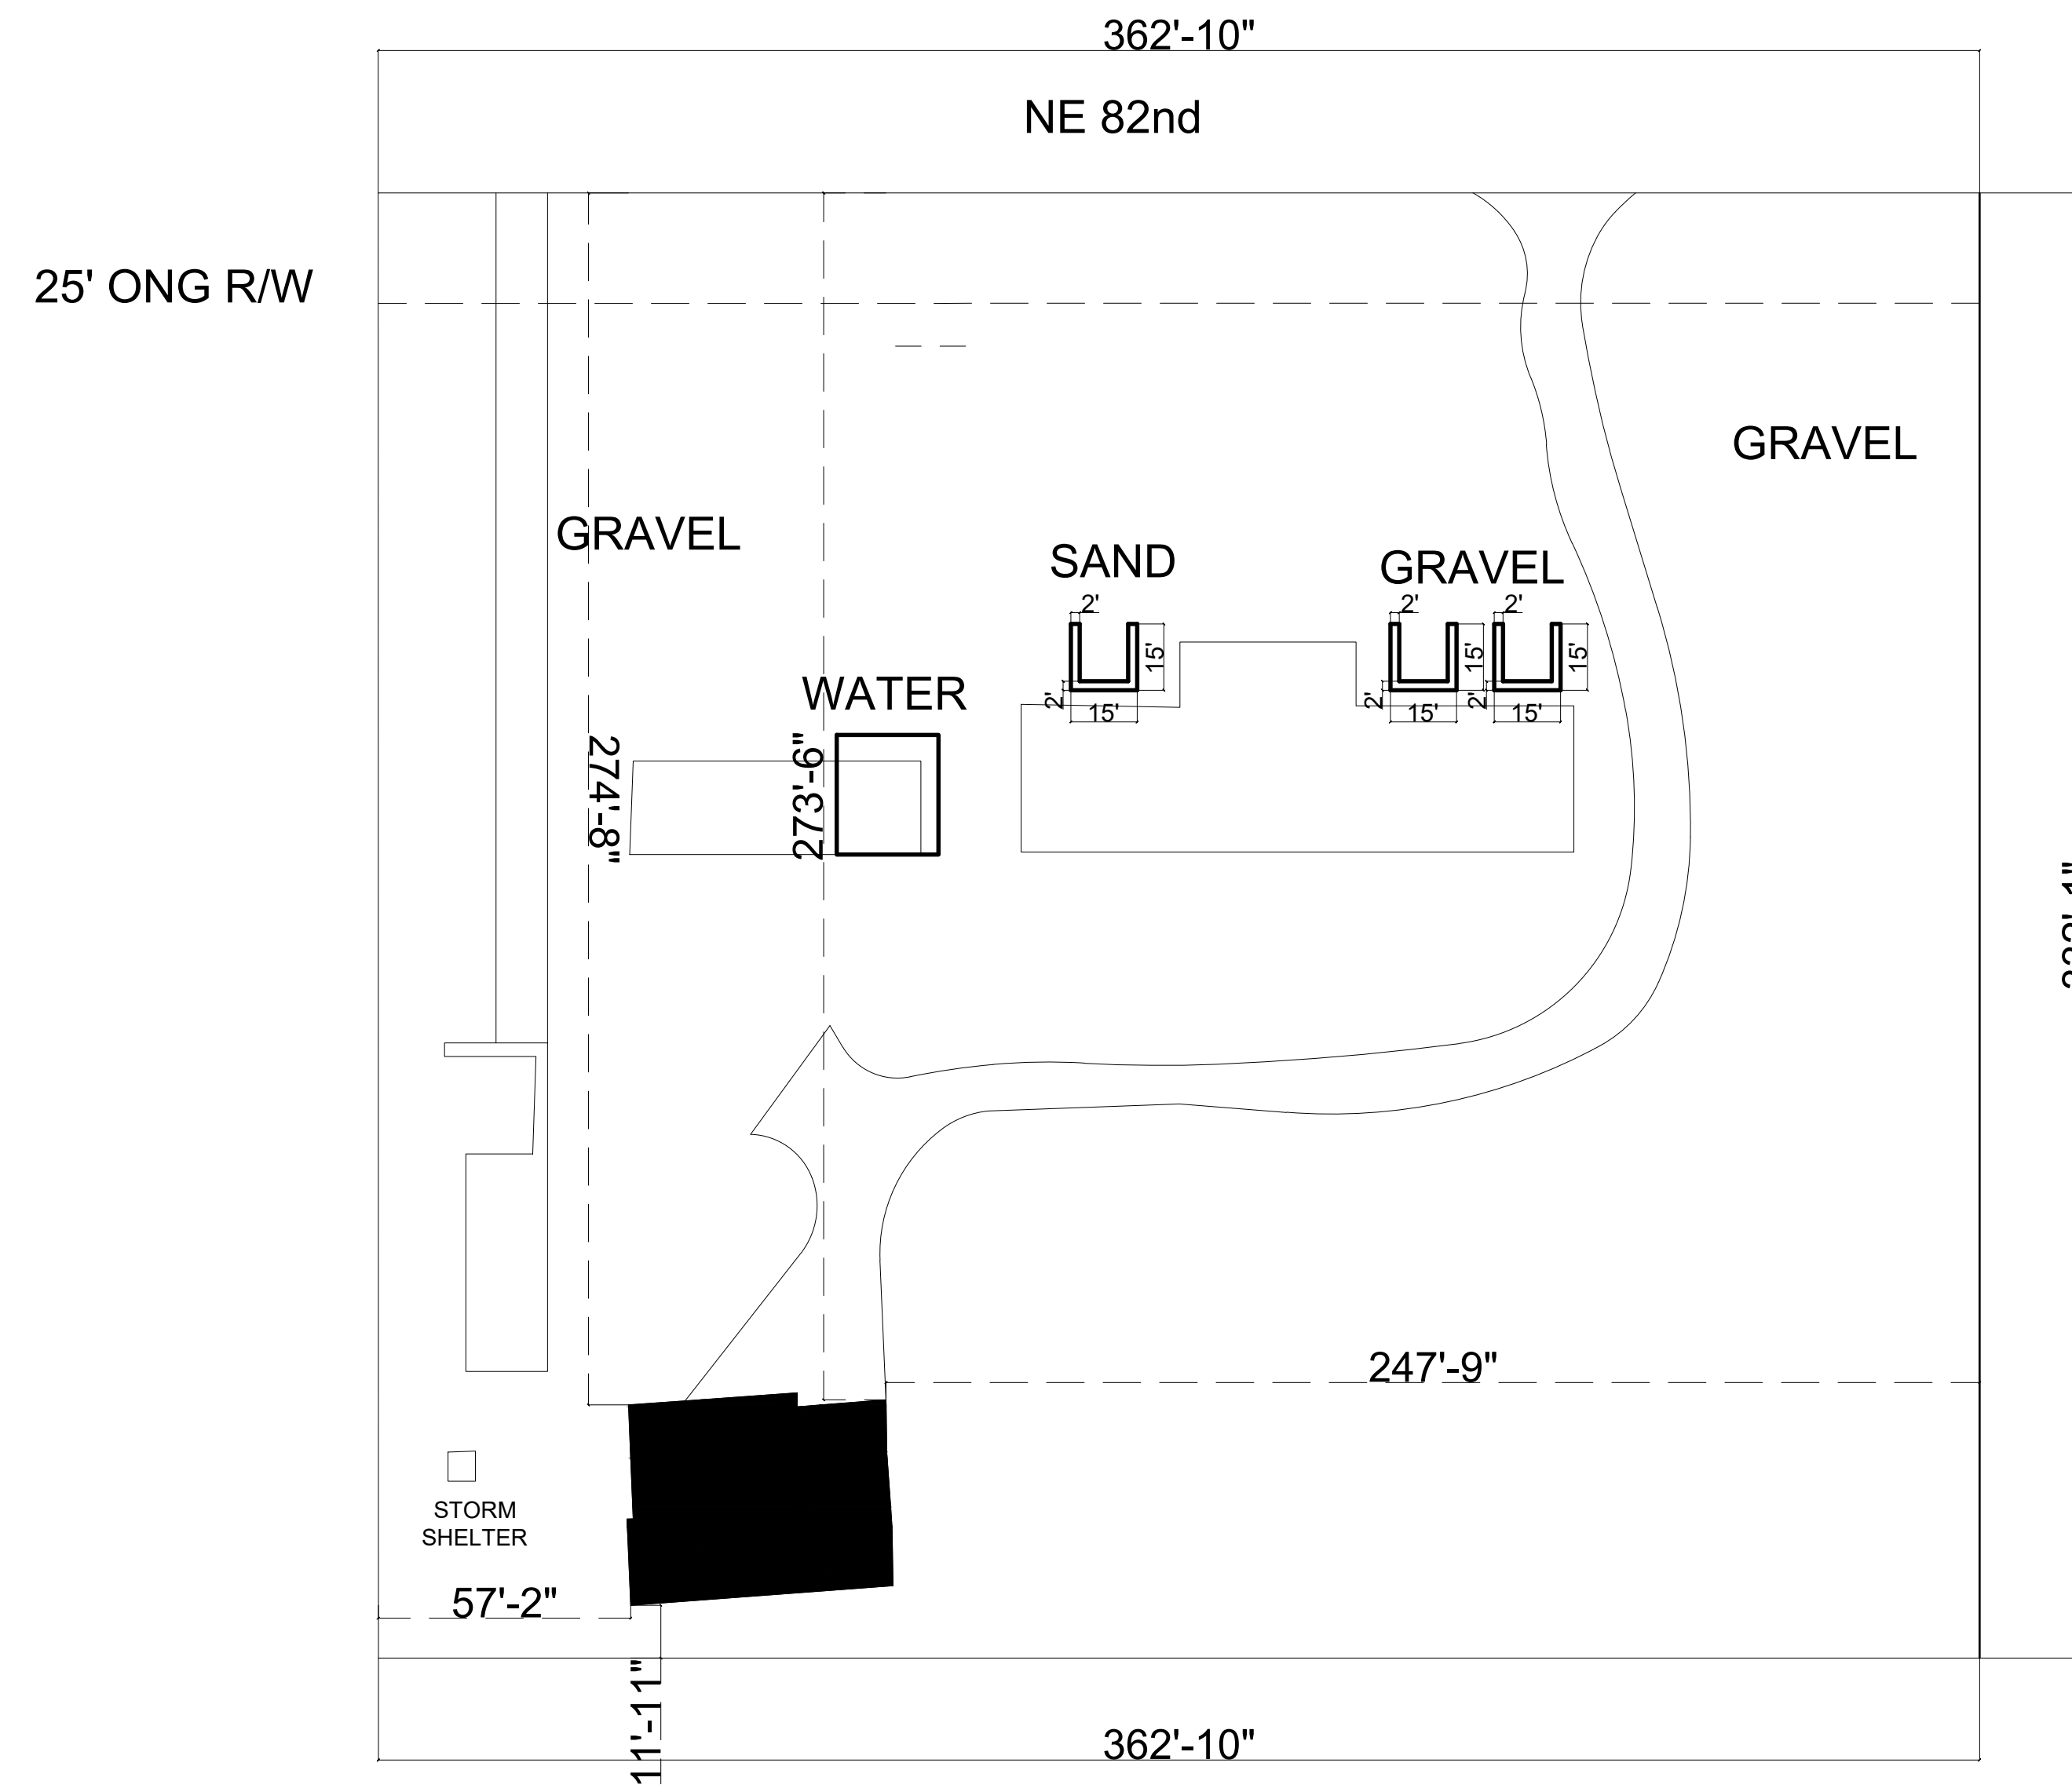 362'-10"
NE 82nd
25' ONG R/W
GRAVEL
GRAVEL
SAND
GRAVEL
2'
2'
2'
15'
15'
15'
2'
2'
2'
15'
15'
15'
WATER
274'-8"
273'-6"
247'-9"
STORM
SHELTER
57'-2"
11'-11"
362'-10"